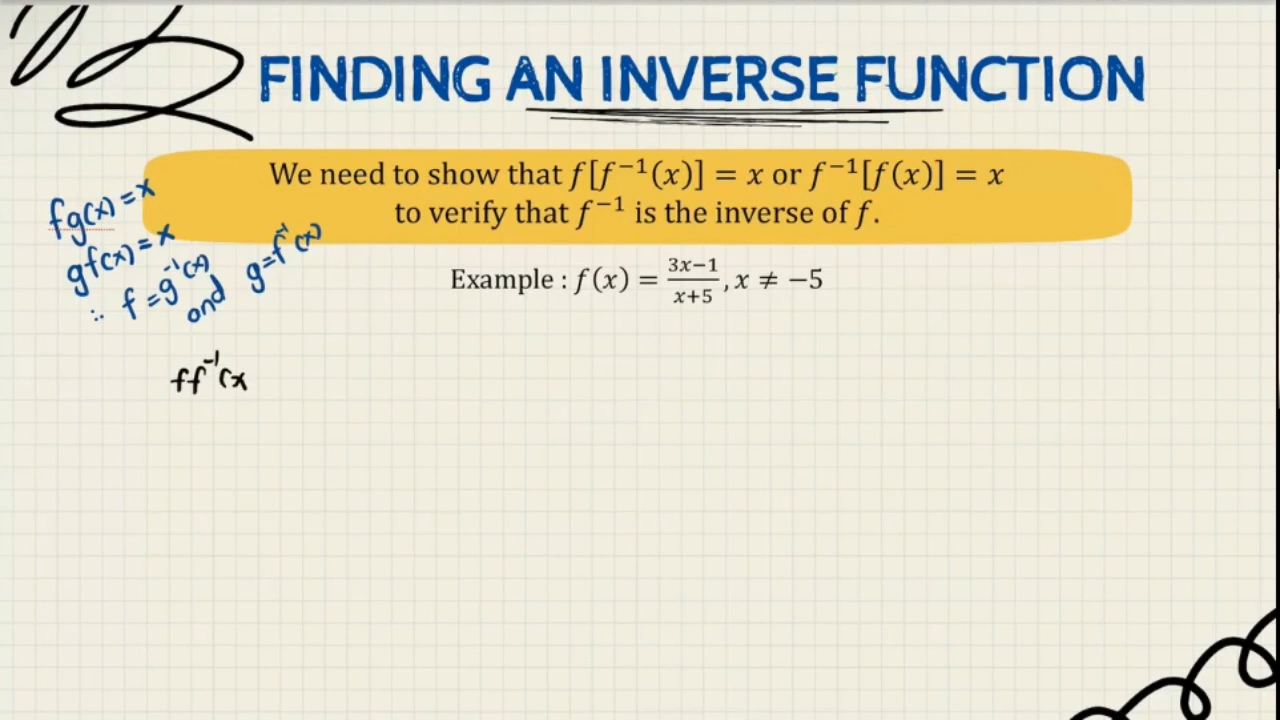 FINDING AN INVERSE FUNCTION
We need to show that f[f⁻¹(x)] = x or f⁻¹[f(x)] = x
to verify that f⁻¹ is the inverse of f.
fg(x) = x
gf(x) = x
∴ f = g⁻¹(x) and g = f⁻¹(x)
Example : f(x) = (3x−1)/(x+5), x ≠ −5
ff⁻¹(x